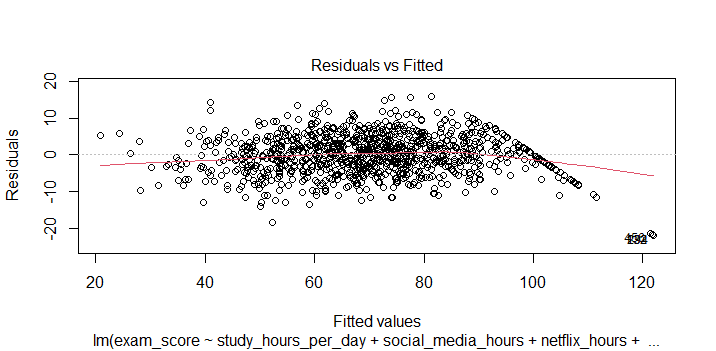 Residuals vs Fitted
Residuals
20
10
0
-10
-20
20
40
60
80
100
120
Fitted values
lm(exam_score ~ study_hours_per_day + social_media_hours + netflix_hours + ...